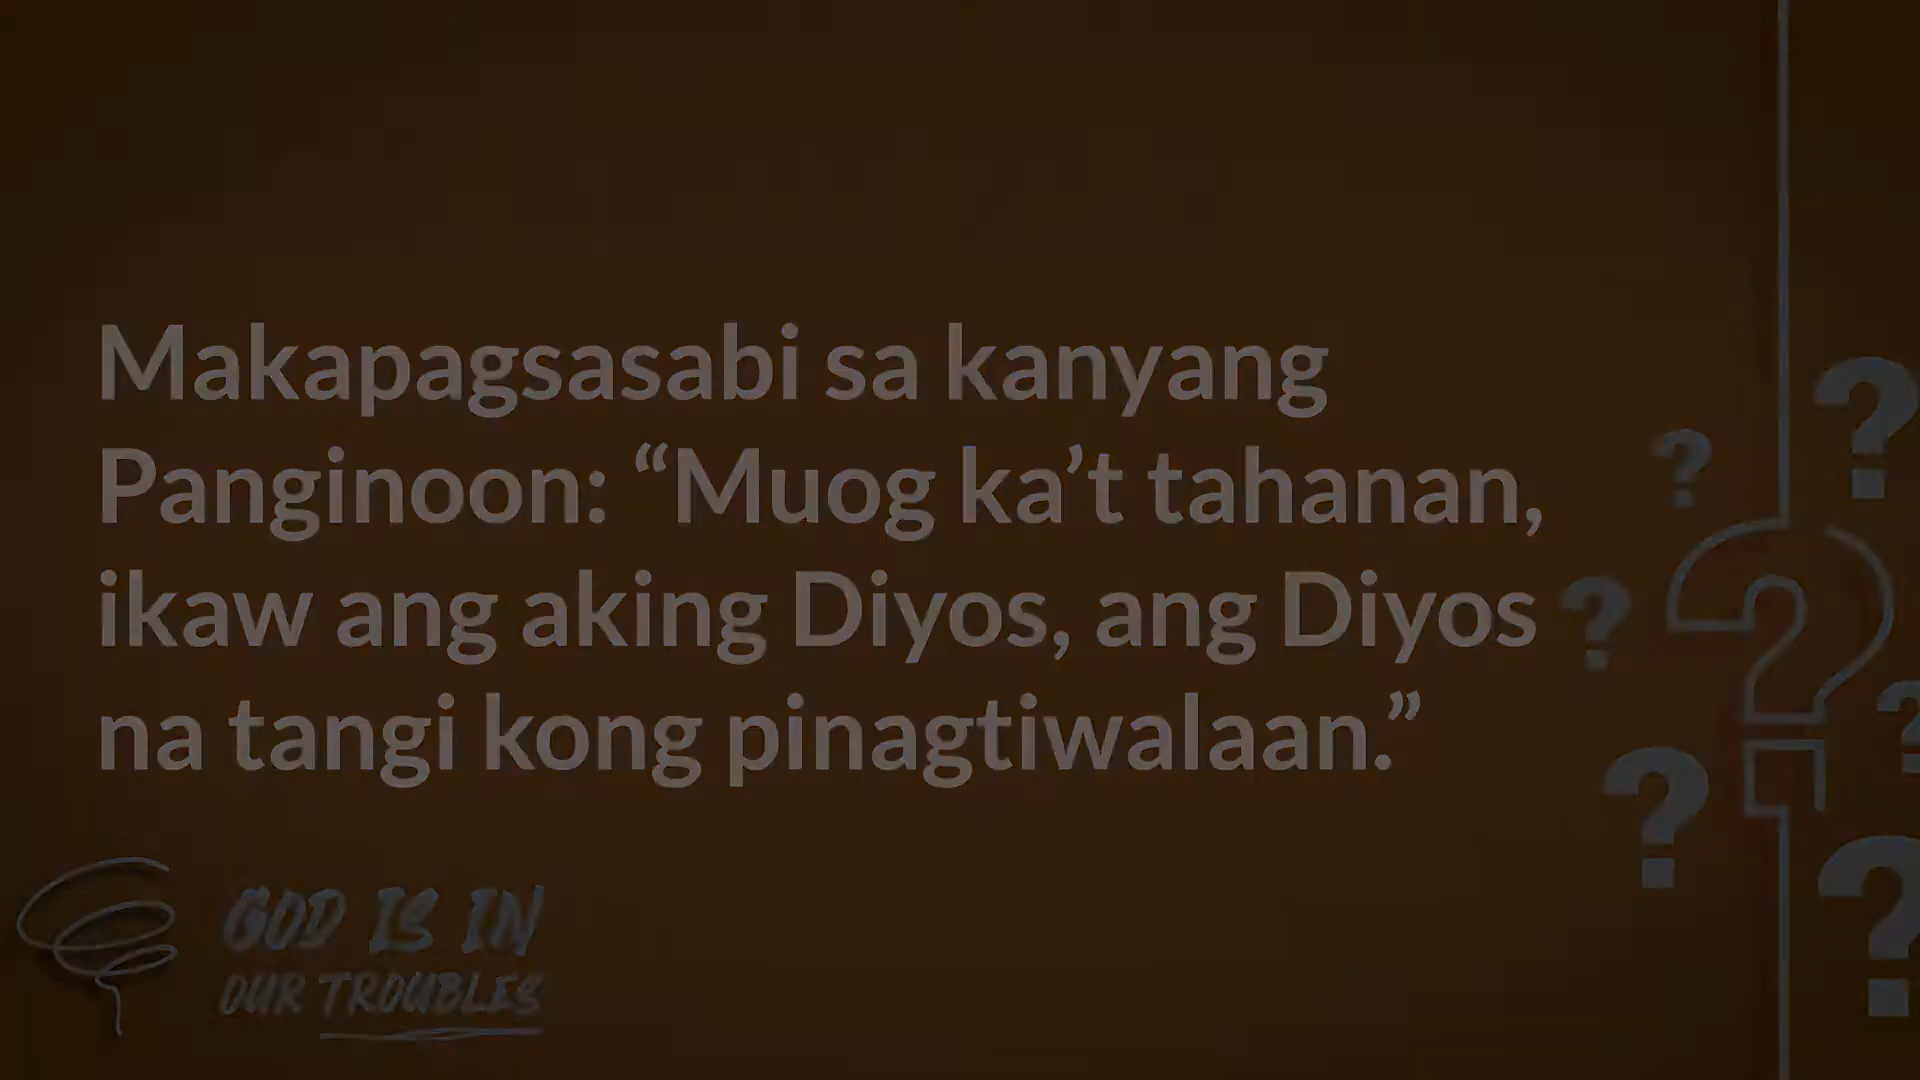 Makapagsasabi sa kanyang
Panginoon: “Muog ka’t tahanan,
ikaw ang aking Diyos, ang Diyos
na tangi kong pinagtiwalaan.”
GOD IS IN
OUR TROUBLES